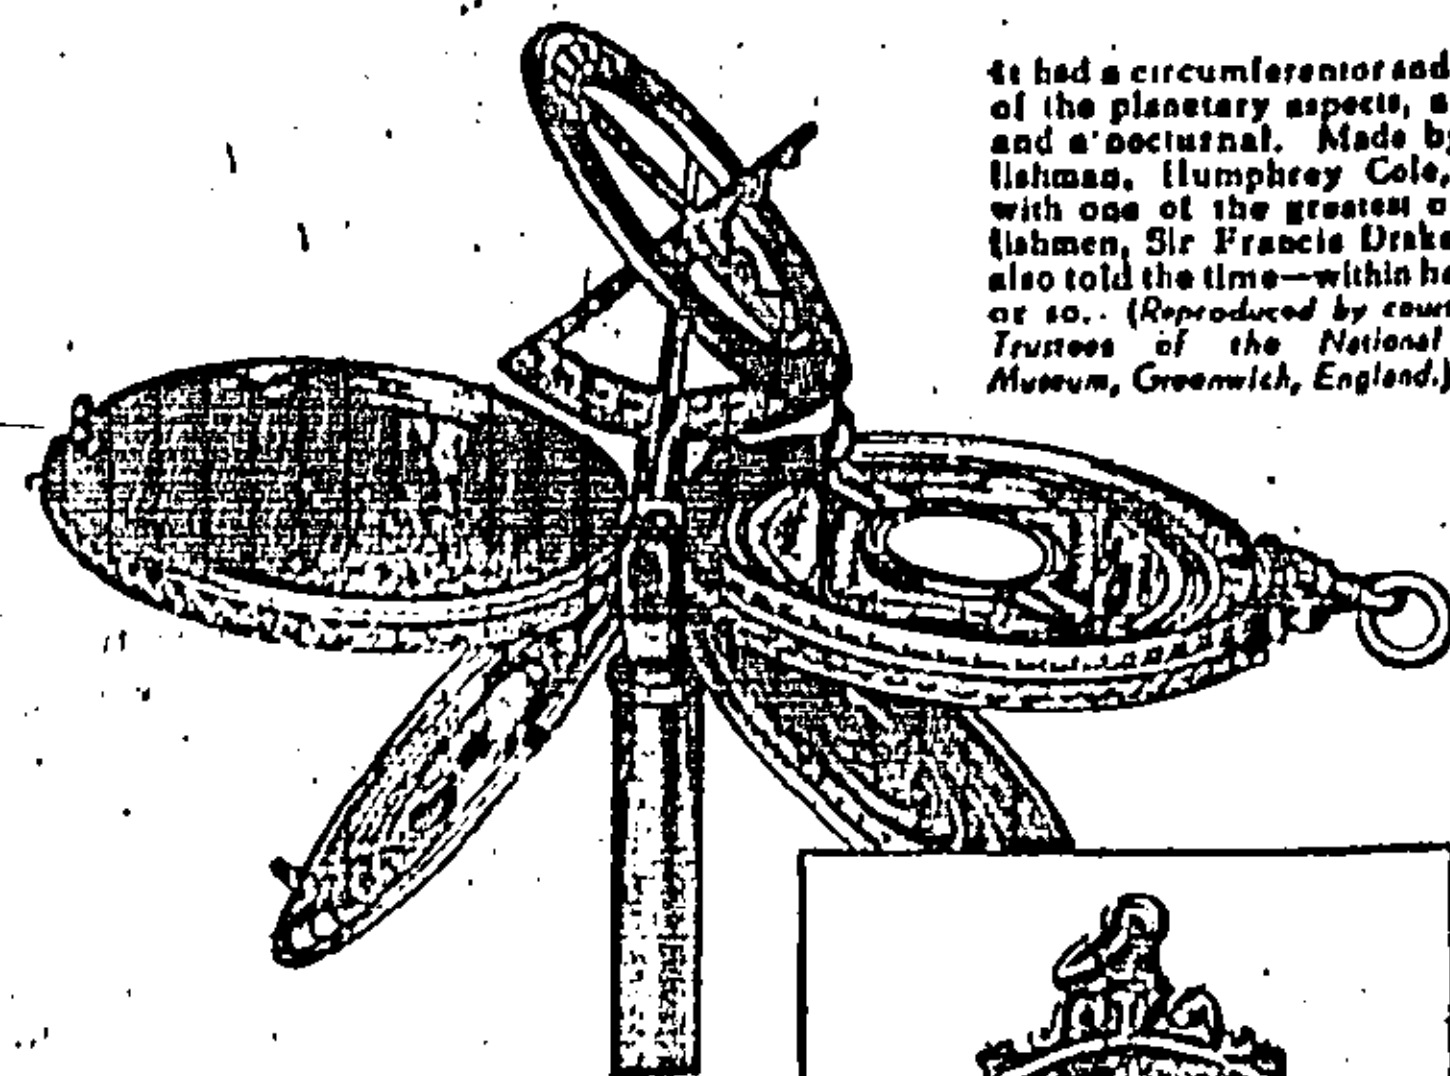 It had a circumferentor and
of the planetary aspects, a
and a nocturnal. Made b
lishman, Humphrey Cole,
with one of the greatest
lishmen, Sir Francis Drake
also told the time—within ha
or so. (Reproduced by cour
Trustees of the National
Museum, Greenwich, England.)